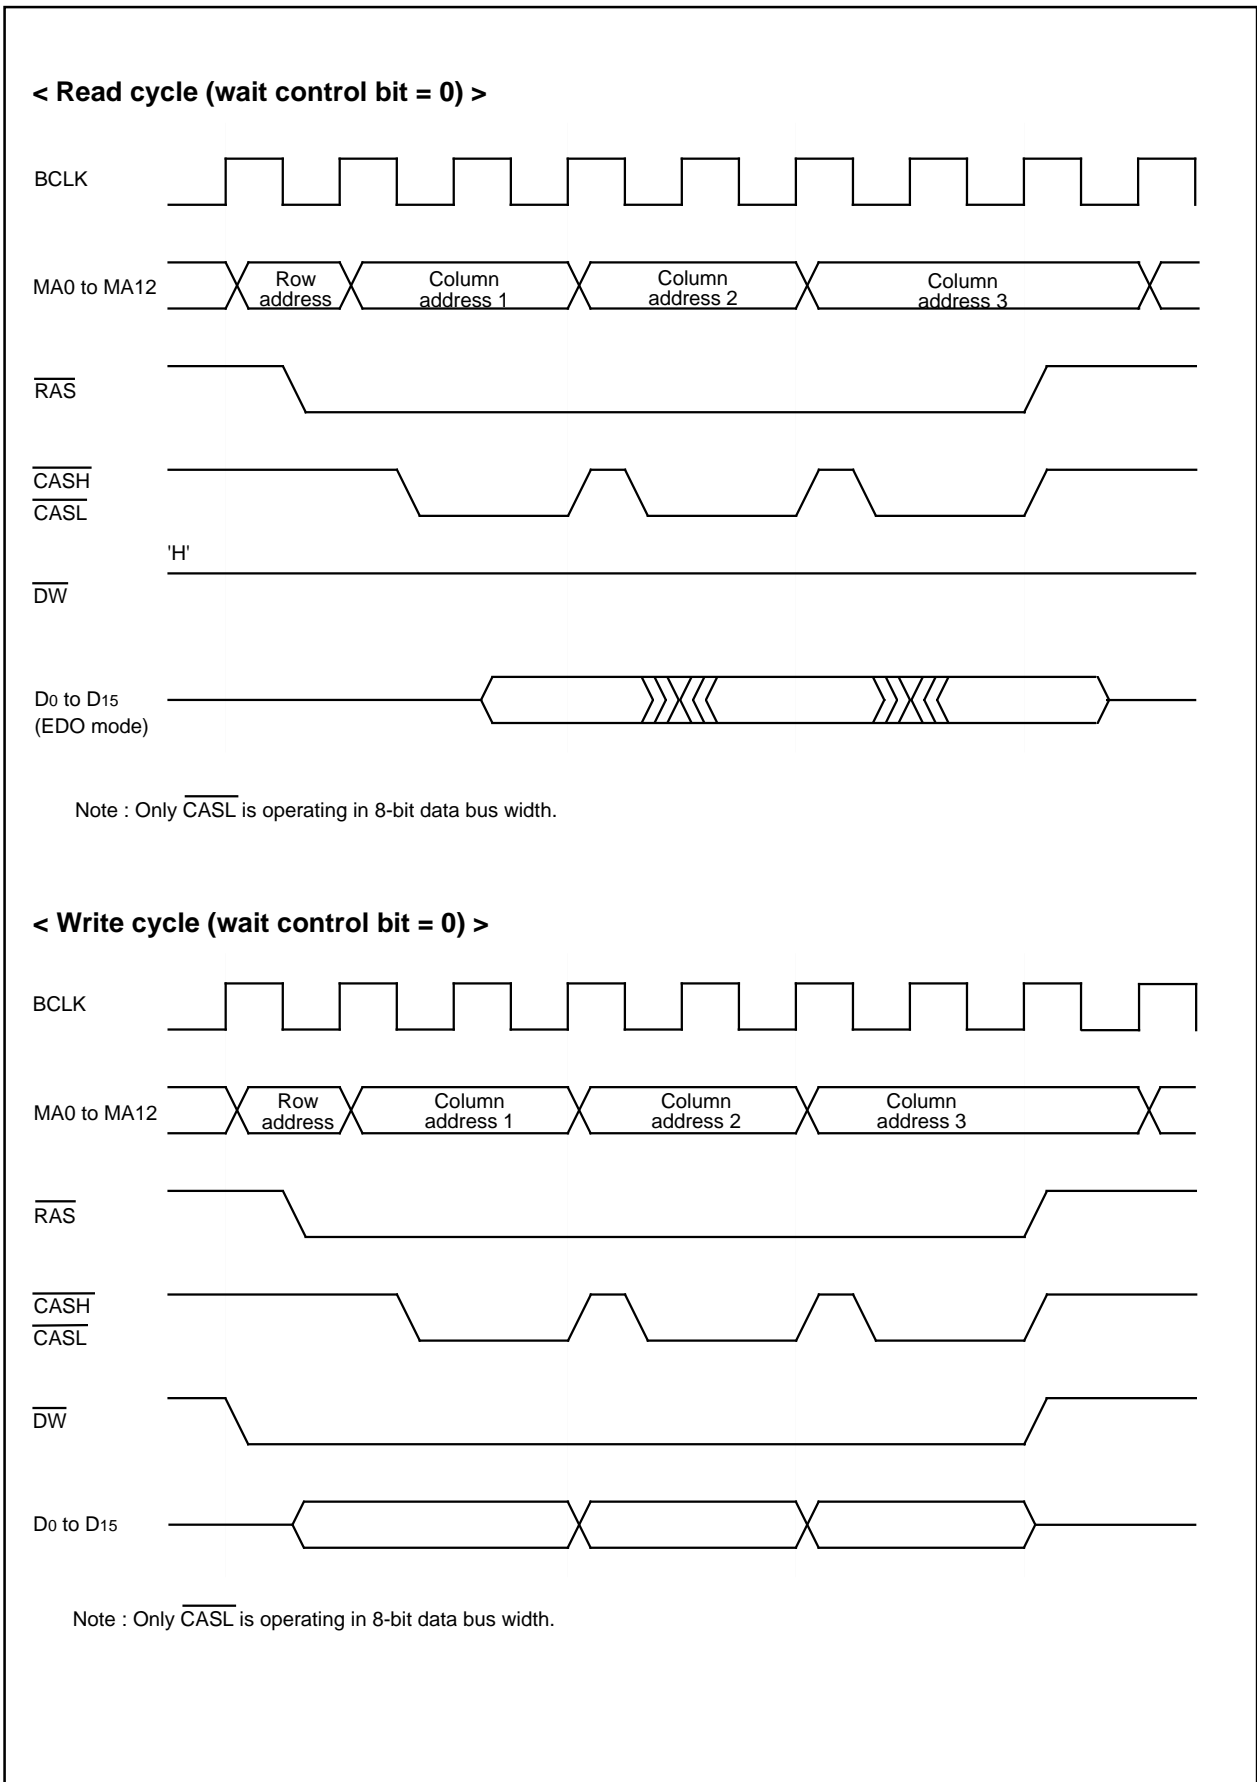 < Read cycle (wait control bit = 0) >
BCLK
MA0 to MA12
Row
address
Column
address 1
Column
address 2
Column
address 3
RAS
CASH
CASL
'H'
DW
D0 to D15
(EDO mode)
Note : Only CASL is operating in 8-bit data bus width.
< Write cycle (wait control bit = 0) >
BCLK
MA0 to MA12
Row
address
Column
address 1
Column
address 2
Column
address 3
RAS
CASH
CASL
DW
D0 to D15
Note : Only CASL is operating in 8-bit data bus width.